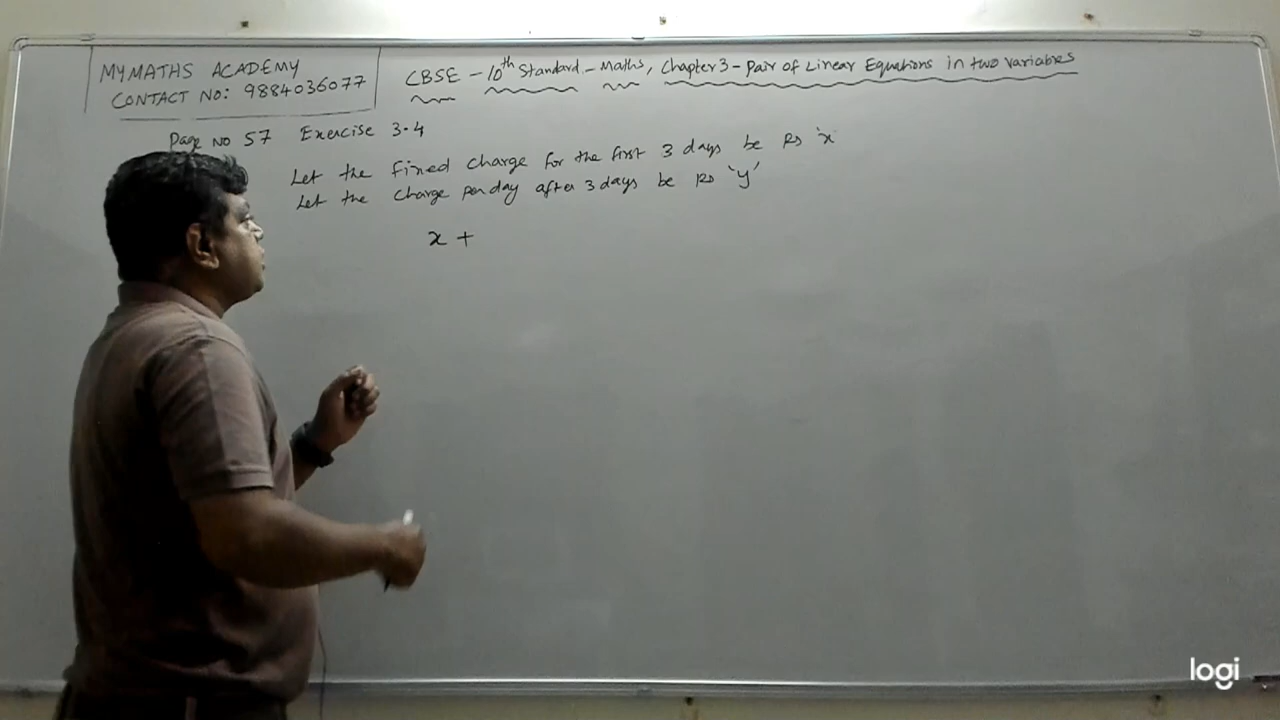 MYMATHS ACADEMY
CONTACT NO: 9884036077
CBSE - 10th Standard - Maths, Chapter 3 - Pair of Linear Equations in two variables
Page No 57 Exercise 3.4
Let the fixed charge for the first 3 days be Rs 'x'
Let the charge per day after 3 days be Rs 'y'
x +
logi